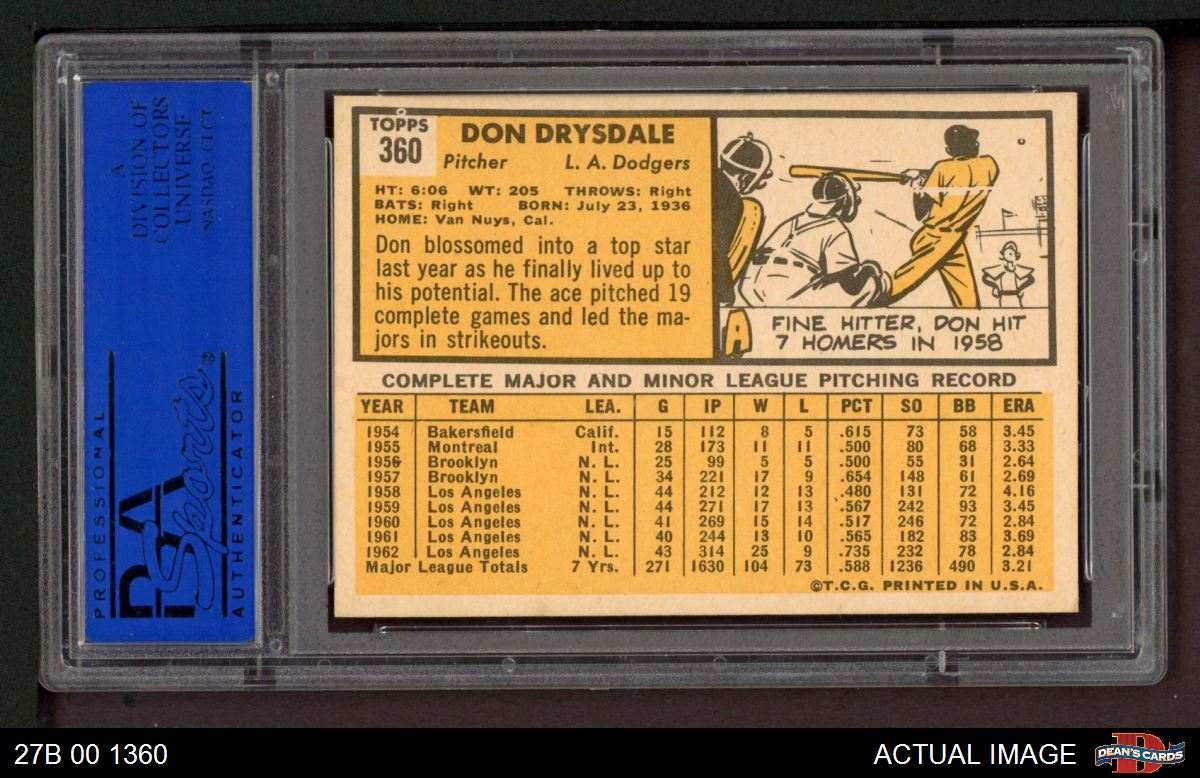 A
DIVISION OF
COLLECTORS
UNIVERSE
NASDAQ: CLCT
PROFESSIONAL
PSA
Sports®
AUTHENTICATOR
TOPPS
360
DON DRYSDALE
Pitcher L. A. Dodgers
HT: 6:06 WT: 205 THROWS: Right
BATS: Right BORN: July 23, 1936
HOME: Van Nuys, Cal.
Don blossomed into a top star
last year as he finally lived up to
his potential. The ace pitched 19
complete games and led the ma-
jors in strikeouts.
FINE HITTER, DON HIT
7 HOMERS IN 1958
COMPLETE MAJOR AND MINOR LEAGUE PITCHING RECORD
YEAR TEAM LEA. G IP W L PCT SO BB ERA
1954 Bakersfield Calif. 15 112 8 5 .615 73 58 3.45
1955 Montreal Int. 28 173 11 11 .500 80 68 3.33
1956 Brooklyn N. L. 25 99 5 5 .500 55 31 2.64
1957 Brooklyn N. L. 34 221 17 9 .654 148 61 2.69
1958 Los Angeles N. L. 44 212 12 13 .480 131 72 4.16
1959 Los Angeles N. L. 44 271 17 13 .567 242 93 3.45
1960 Los Angeles N. L. 41 269 15 14 .517 246 72 2.84
1961 Los Angeles N. L. 40 244 13 10 .565 182 83 3.69
1962 Los Angeles N. L. 43 314 25 9 .735 232 78 2.84
Major League Totals 7 Yrs. 271 1630 104 73 .588 1236 490 3.21
©T.C.G. PRINTED IN U.S.A.
27B 00 1360
ACTUAL IMAGE
DEAN'S CARDS